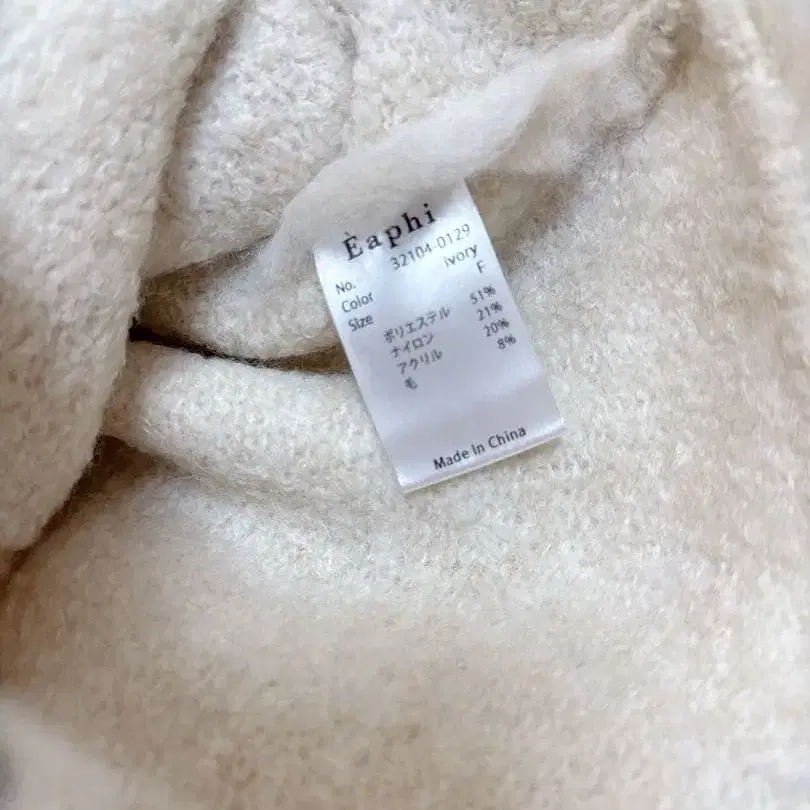 Èaphi
No. 32104-0129
Color ivory
Size F
ポリエステル 51%
ナイロン 21%
アクリル 20%
毛 8%
Made in China